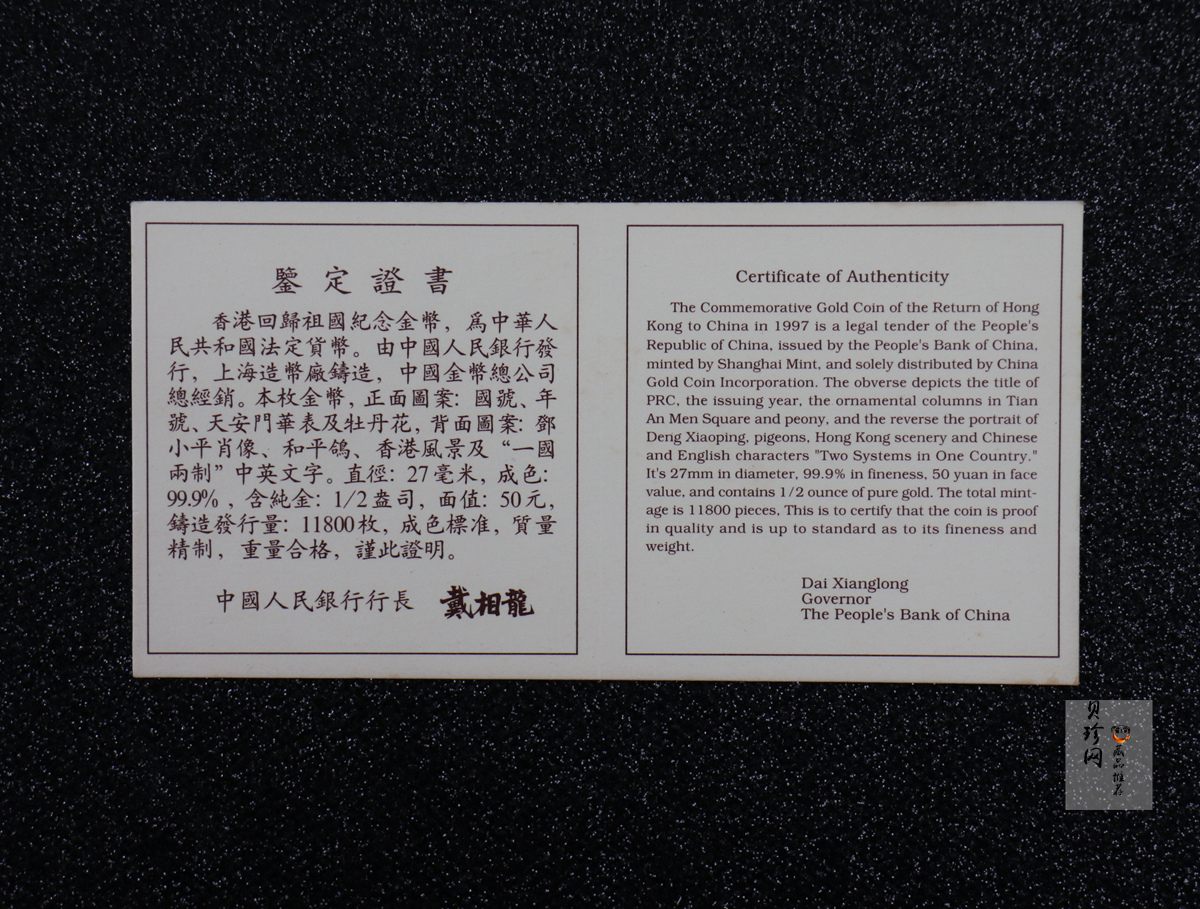 鑒定證書
香港回歸祖國紀念金幣，爲中華人
民共和國法定貨幣。由中國人民銀行發
行，上海造幣廠鑄造，中國金幣總公司
總經銷。本枚金幣，正面圖案：國號、年
號、天安門華表及牡丹花，背面圖案：鄧
小平肖像、和平鴿、香港風景及“一國
兩制”中英文字。直徑：27毫米，成色：
99.9%，含純金：1/2盎司，面值：50元，
鑄造發行量：11800枚，成色標准，質量
精制，重量合格，謹此證明。
中國人民銀行行長 戴相龍
Certificate of Authenticity
The Commemorative Gold Coin of the Return of Hong
Kong to China in 1997 is a legal tender of the People's
Republic of China, issued by the People's Bank of China,
minted by Shanghai Mint, and solely distributed by China
Gold Coin Incorporation. The obverse depicts the title of
PRC, the issuing year, the ornamental columns in Tian
An Men Square and peony, and the reverse the portrait of
Deng Xiaoping, pigeons, Hong Kong scenery and Chinese
and English characters "Two Systems in One Country."
It's 27mm in diameter, 99.9% in fineness, 50 yuan in face
value, and contains 1/2 ounce of pure gold. The total mint-
age is 11800 pieces, This is to certify that the coin is proof
in quality and is up to standard as to its fineness and
weight.
Dai Xianglong
Governor
The People's Bank of China
贝珍网
藏品推荐